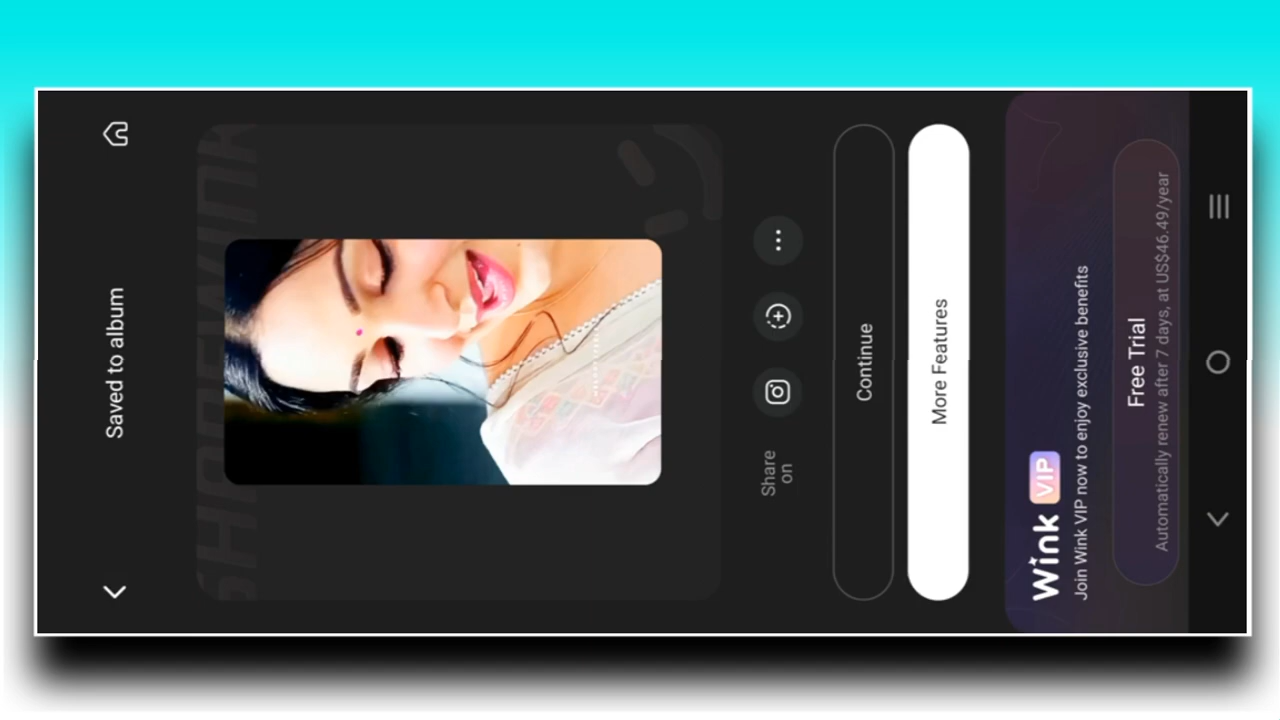 Saved to album
Share
on
Continue
More Features
Wink VIP
Join Wink VIP now to enjoy exclusive benefits
Free Trial
Automatically renew after 7 days, at US$46.49/year